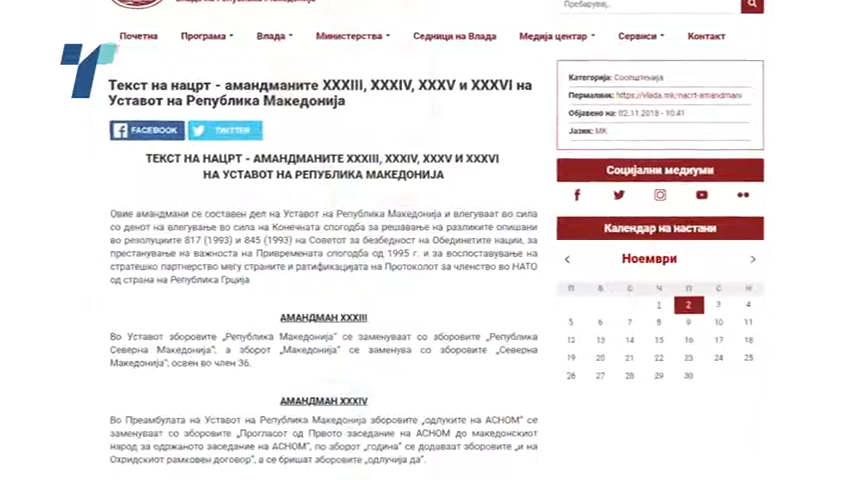 Влада на Република Македонија
Пребарувај..
Почетна Програма Влада Министерства Седници на Влада Медија центар Сервиси Контакт
Текст на нацрт - амандманите XXXIII, XXXIV, XXXV и XXXVI на
Уставот на Република Македонија
FACEBOOK TWITTER
ТЕКСТ НА НАЦРТ - АМАНДМАНИТЕ XXXIII, XXXIV, XXXV И XXXVI
НА УСТАВОТ НА РЕПУБЛИКА МАКЕДОНИЈА
Овие амандмани се составен дел на Уставот на Република Македонија и влегуваат во сила
со денот на влегување во сила на Конечната спогодба за решавање на разликите опишани
во резолуциите 817 (1993) и 845 (1993) на Советот за безбедност на Обединетите нации, за
престанување на важноста на Привремената спогодба од 1995 г. и за воспоставување на
стратешко партнерство меѓу страните и ратификацијата на Протоколот за членство во НАТО
од страна на Република Грција
АМАНДМАН XXXIII
Во Уставот зборовите „Република Македонија" се заменуваат со зборовите „Република
Северна Македонија", а зборот „Македонија" се заменува со зборовите „Северна
Македонија", освен во член 36.
АМАНДМАН XXXIV
Во Преамбулата на Уставот на Република Македонија зборовите „одлуките на АСНОМ" се
заменуваат со зборовите „Прогласот од Првото заседание на АСНОМ до македонскиот
народ за одржаното заседание на АСНОМ", по зборот „година" се додаваат зборовите „и на
Охридскиот рамковен договор", а се бришат зборовите „одлучија да".
Категорија: Соопштенија
Пермалинк: https://vlada.mk/nacrt-amandmani
Објавено на: 02.11.2018 - 10:41
Јазик: МК
Социјални медиуми
Календар на настани
Ноември
П В С Ч П С Н
1 2 3 4
5 6 7 8 9 10 11
12 13 14 15 16 17 18
19 20 21 22 23 24 25
26 27 28 29 30